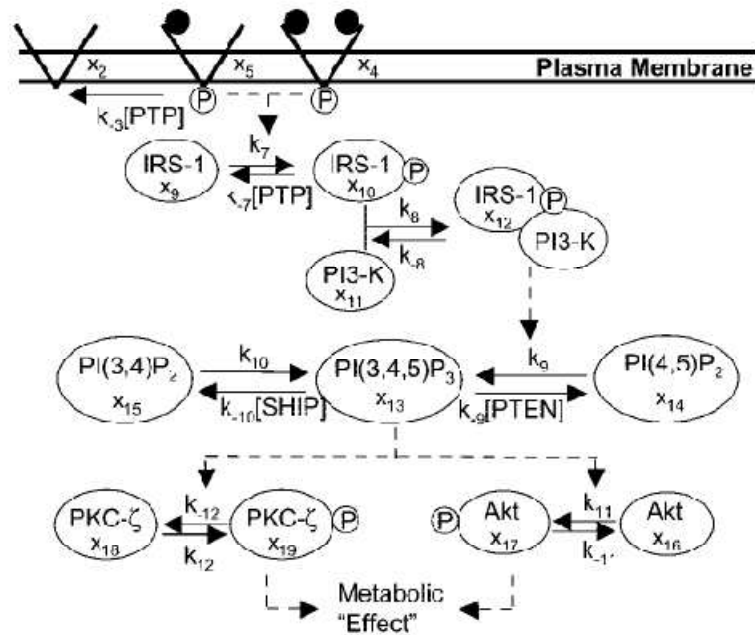 x2 x5 x4
Plasma Membrane
P P
k-3[PTP]
k7
IRS-1
x9
k-7[PTP]
IRS-1
x10
P
k8
k-8
IRS-1
x12
P
PI3-K
PI3-K
x11
PI(3,4)P2
x15
k10
k-10[SHIP]
PI(3,4,5)P3
x13
k9
k-9[PTEN]
PI(4,5)P2
x14
PKC-ζ
x18
k-12
k12
PKC-ζ
x19
P
P
Akt
x17
k11
k-11
Akt
x16
Metabolic
"Effect"